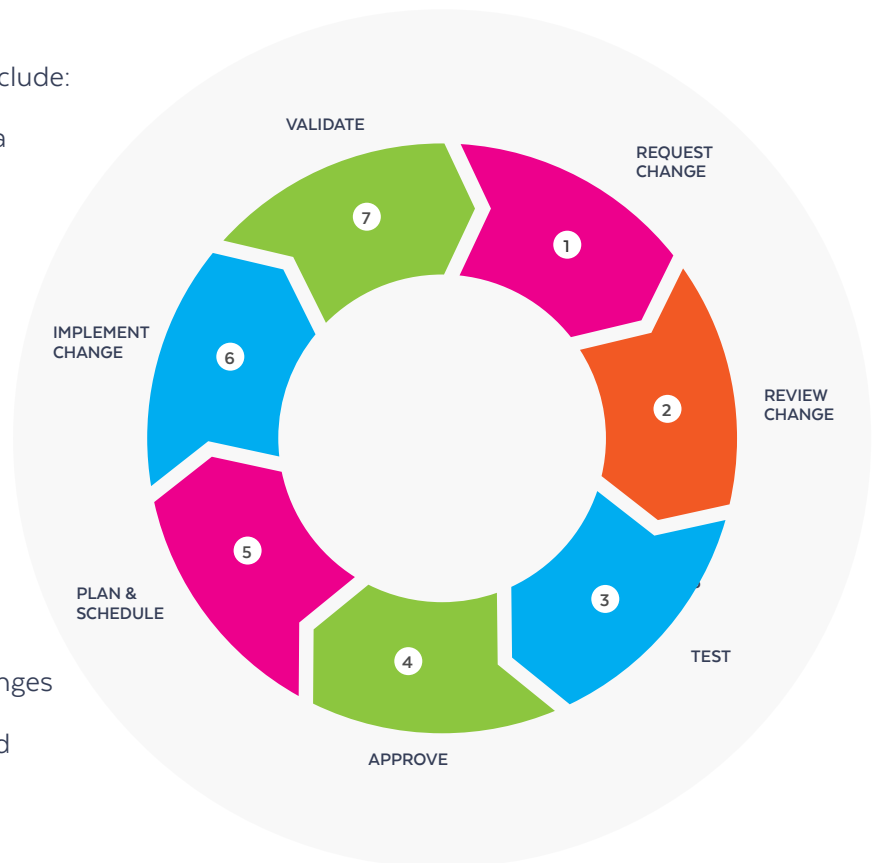 clude:
a
nges
d
VALIDATE
7
REQUEST
CHANGE
1
REVIEW
CHANGE
2
3
TEST
4
APPROVE
5
PLAN &
SCHEDULE
6
IMPLEMENT
CHANGE